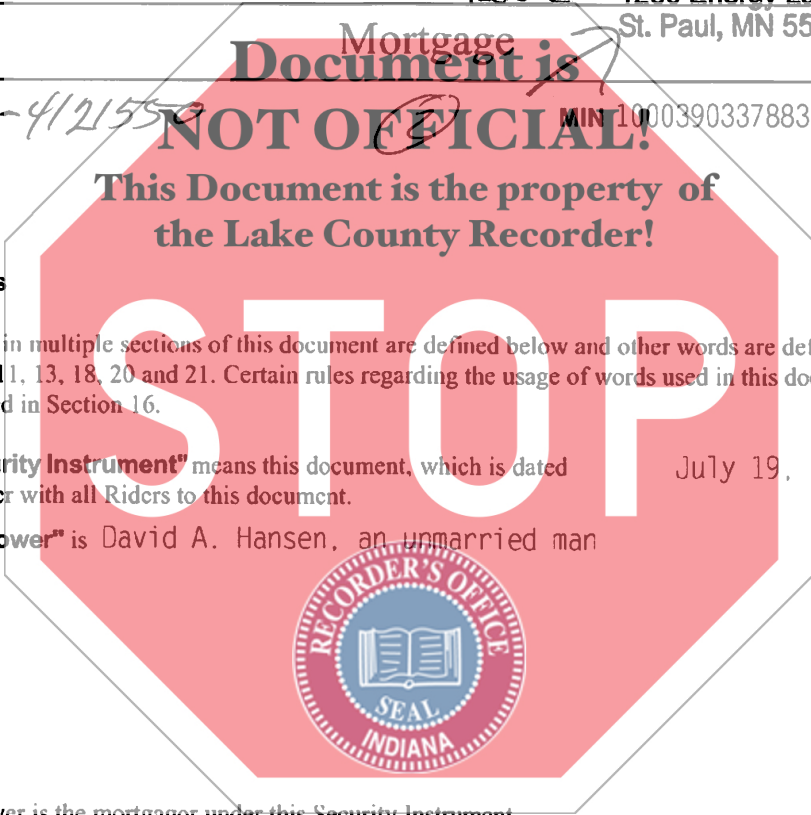 St. Paul, MN 55
Mortgage
Document is
-4121550
NOT OFFICIAL!
MIN 1000390337883
This Document is the property of
the Lake County Recorder!
s
in multiple sections of this document are defined below and other words are def
11, 13, 18, 20 and 21. Certain rules regarding the usage of words used in this do
d in Section 16.
STOP
rity Instrument" means this document, which is dated July 19,
er with all Riders to this document.
ower" is David A. Hansen, an unmarried man
RECORDER'S OFFICE
SEAL
INDIANA
ver is the mortgagor under this Security Instrument